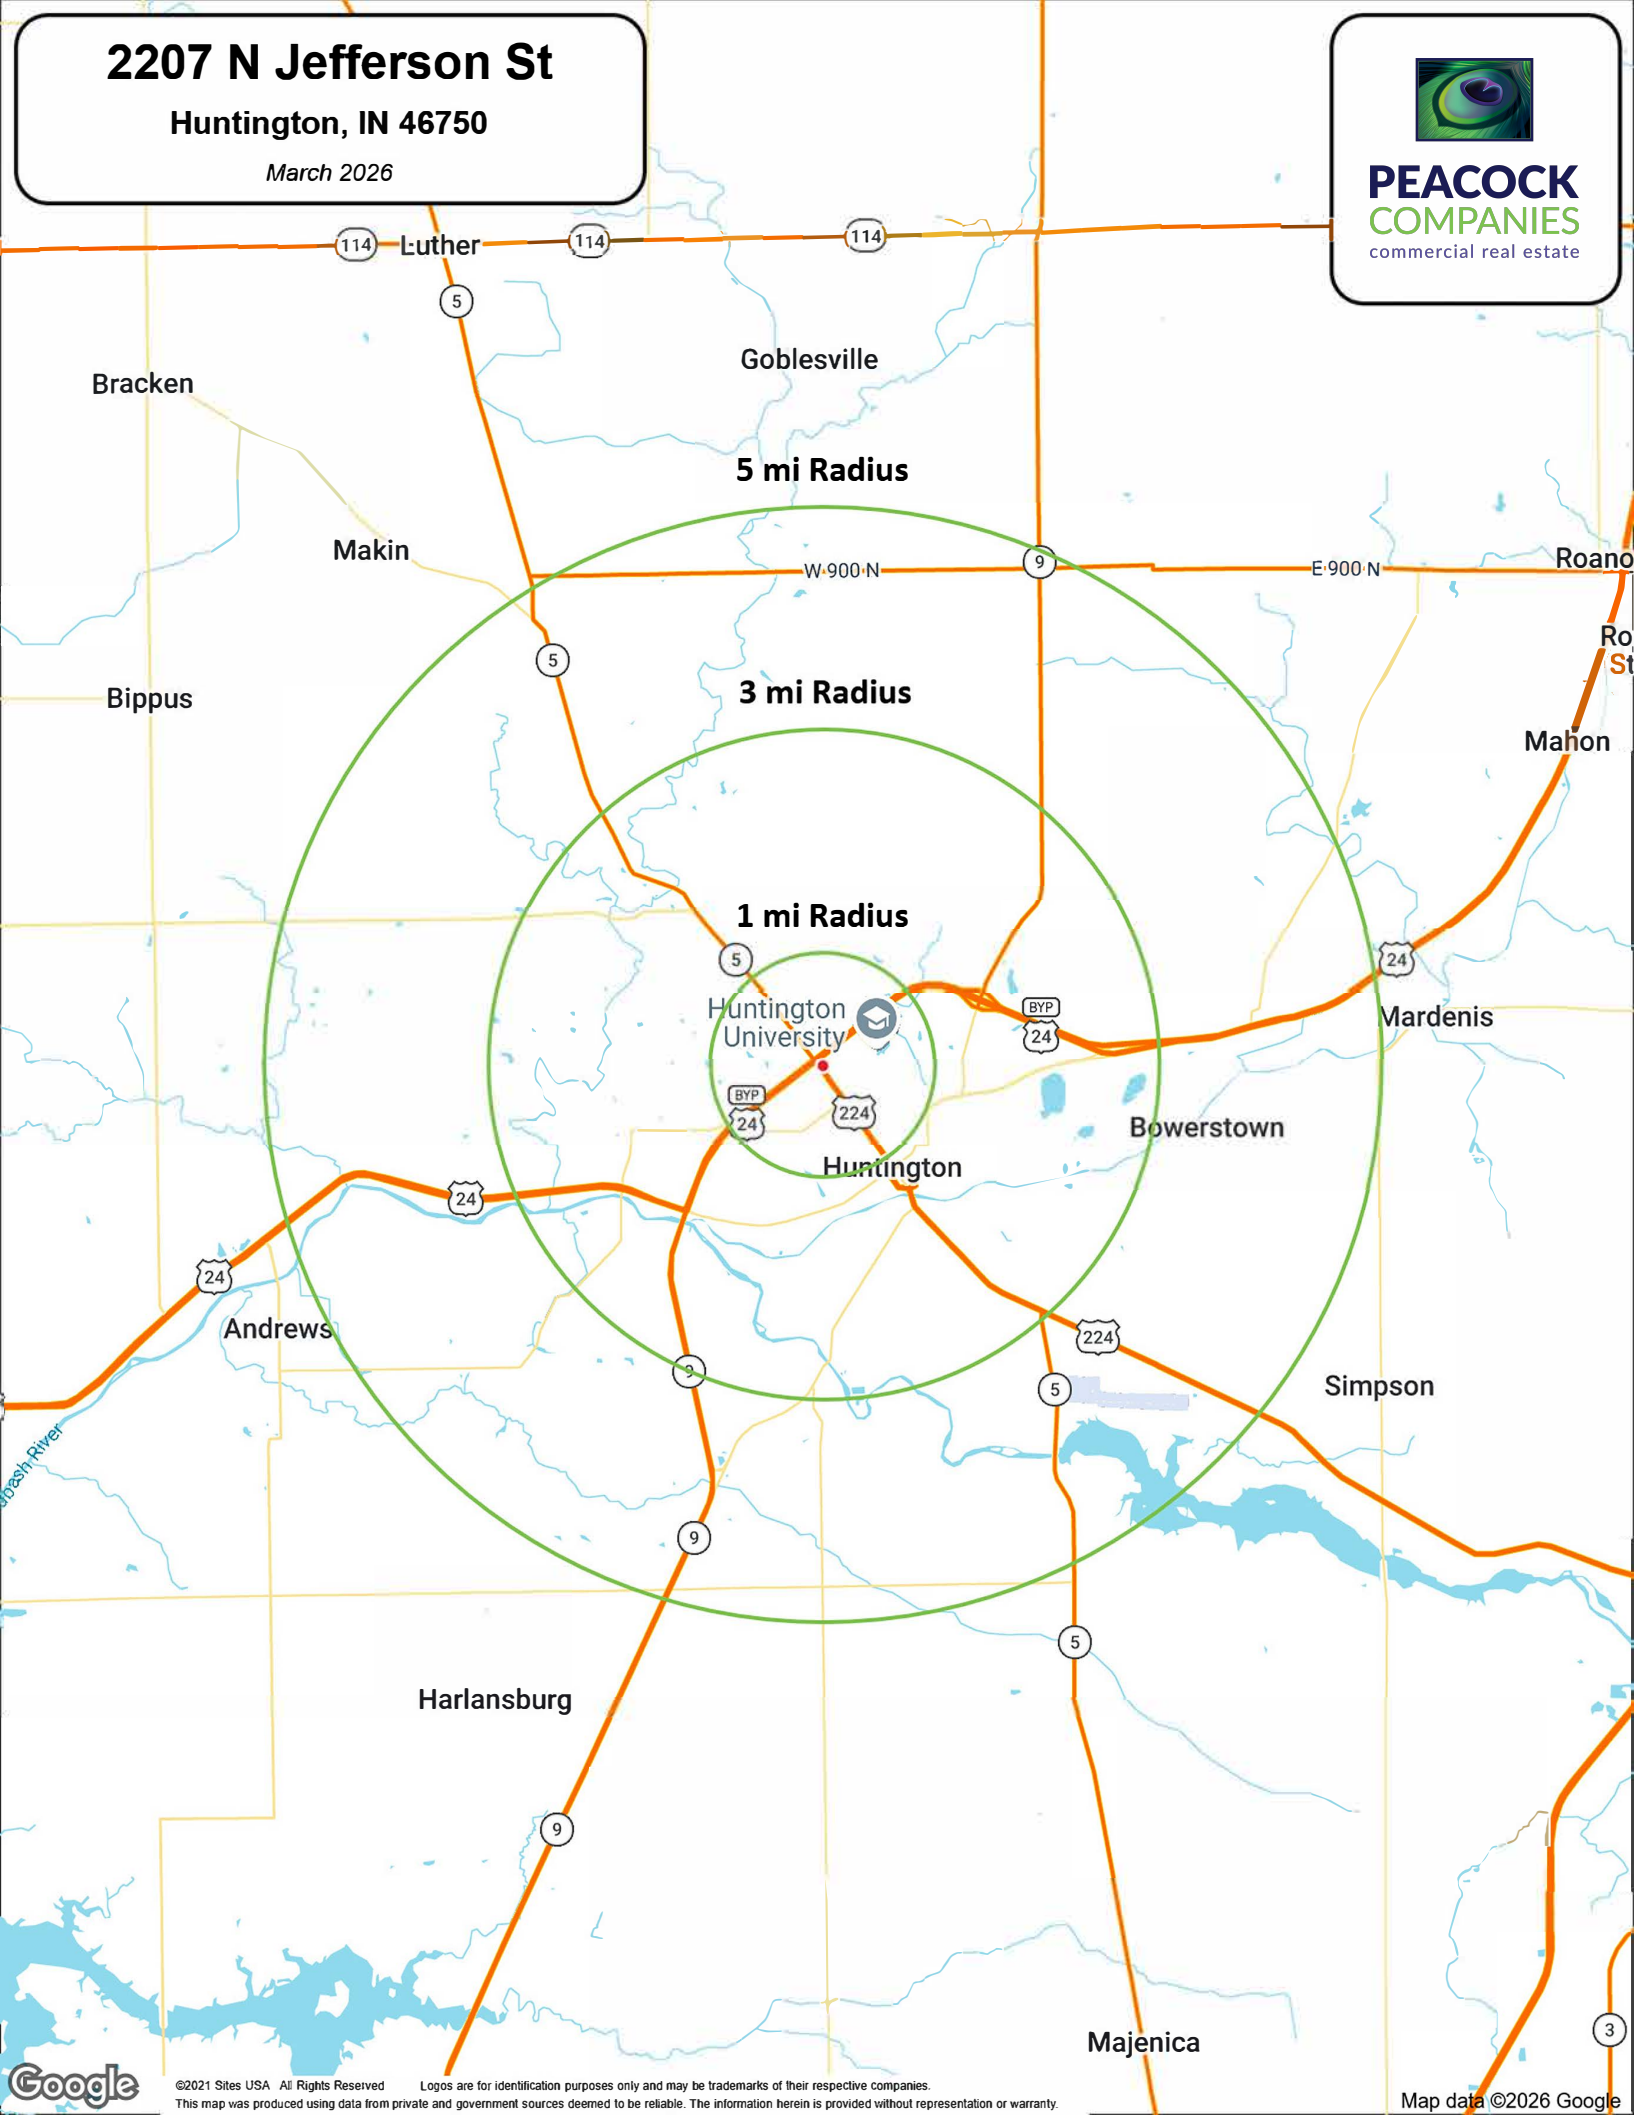 2207 N Jefferson St
Huntington, IN 46750
March 2026
PEACOCK
COMPANIES
commercial real estate
114
Luther
114
114
5
Goblesville
Bracken
5 mi Radius
Makin
W 900 N
9
E 900 N
Roano
Ro
St
5
3 mi Radius
Bippus
Mahon
1 mi Radius
5
24
Huntington
University
BYP
24
Mardenis
BYP
24
224
Bowerstown
Huntington
24
24
Andrews
224
9
5
Simpson
bash River
9
5
Harlansburg
9
3
Majenica
Google
©2021 Sites USA All Rights Reserved Logos are for identification purposes only and may be trademarks of their respective companies.
This map was produced using data from private and government sources deemed to be reliable. The information herein is provided without representation or warranty.
Map data ©2026 Google